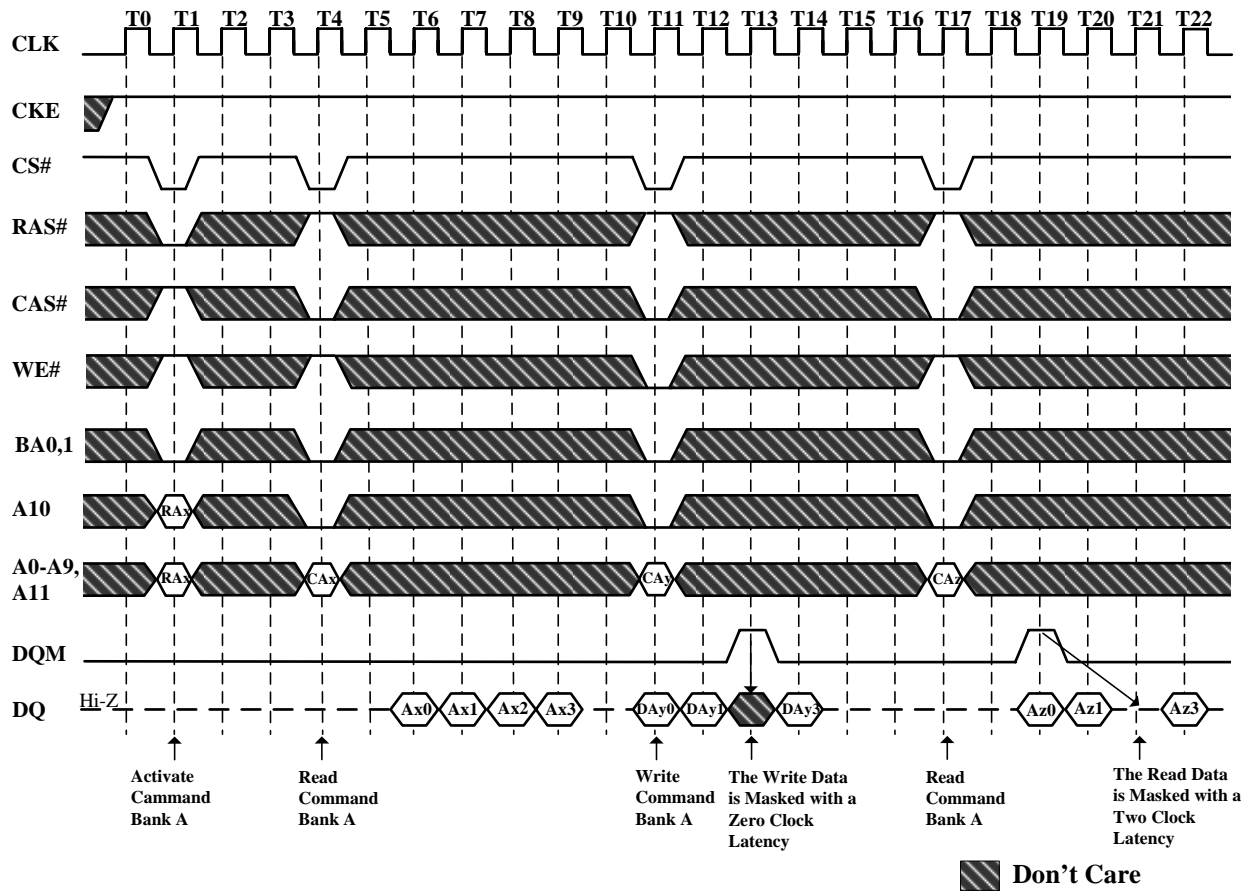 T0 T1 T2 T3 T4 T5 T6 T7 T8 T9 T10 T11 T12 T13 T14 T15 T16 T17 T18 T19 T20 T21 T22
CLK
CKE
CS#
RAS#
CAS#
WE#
BA0,1
A10 RAx
A0-A9,
A11 RAx CAx CAy CAz
DQM
DQ Hi-Z Ax0 Ax1 Ax2 Ax3 DAy0 DAy1 DAy3 Az0 Az1 Az3
Activate
Cammand
Bank A
Read
Command
Bank A
Write
Command
Bank A
The Write Data
is Masked with a
Zero Clock
Latency
Read
Command
Bank A
The Read Data
is Masked with a
Two Clock
Latency
Don't Care